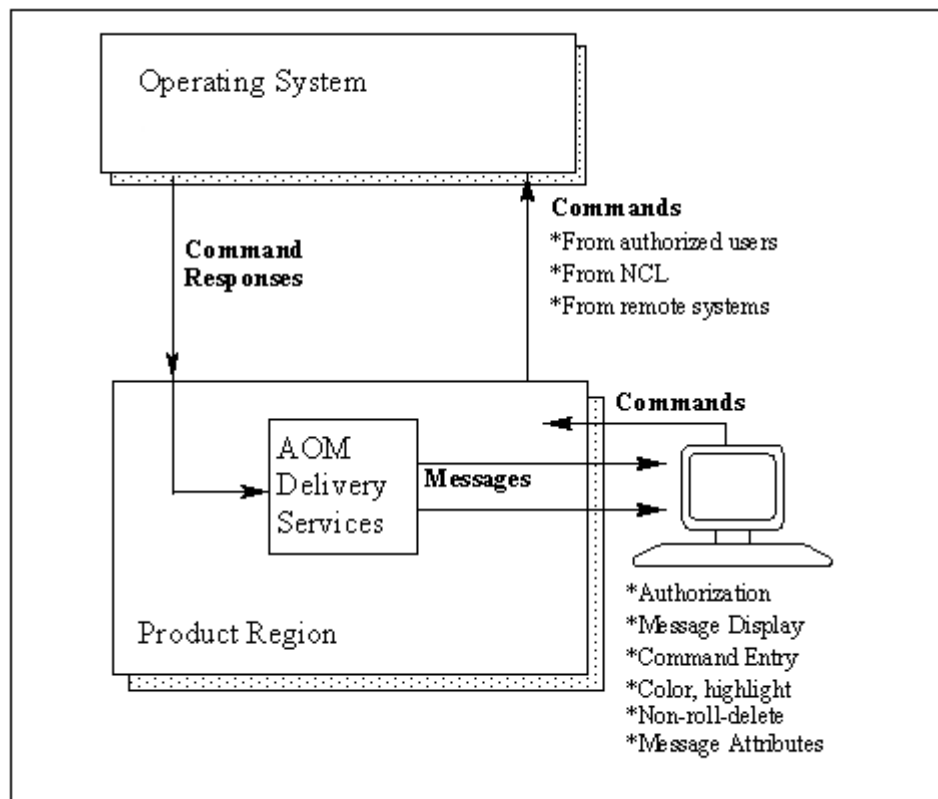 Operating System
Command
Responses
Commands
*From authorized users
*From NCL
*From remote systems
Commands
AOM
Delivery
Services
Messages
Product Region
*Authorization
*Message Display
*Command Entry
*Color, highlight
*Non-roll-delete
*Message Attributes